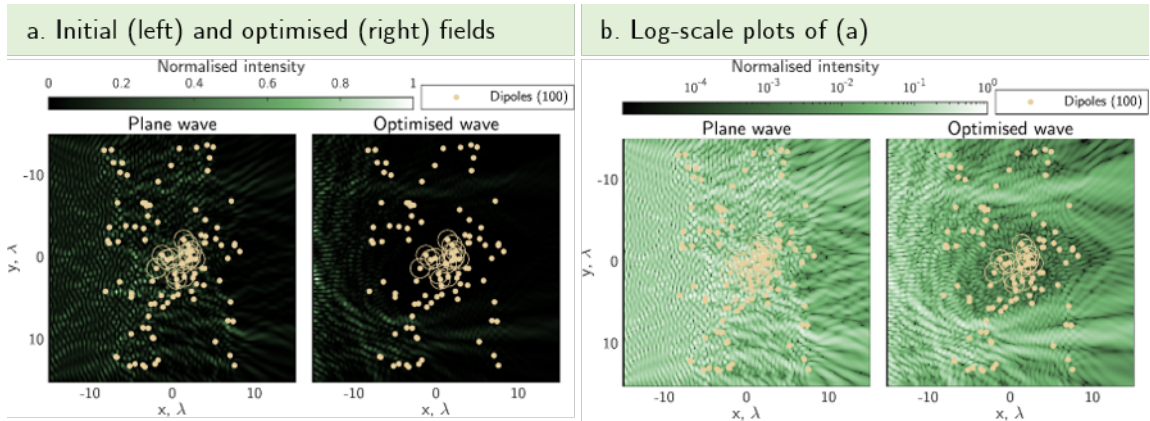 a. Initial (left) and optimised (right) fields
Normalised intensity
0 0.2 0.4 0.6 0.8 1
Dipoles (100)
Plane wave
Optimised wave
-10
0
10
y, λ
-10 0 10
x, λ
-10 0 10
x, λ
b. Log-scale plots of (a)
Normalised intensity
10^-4 10^-3 10^-2 10^-1 10^0
Dipoles (100)
Plane wave
Optimised wave
-10
0
10
y, λ
-10 0 10
x, λ
-10 0 10
x, λ